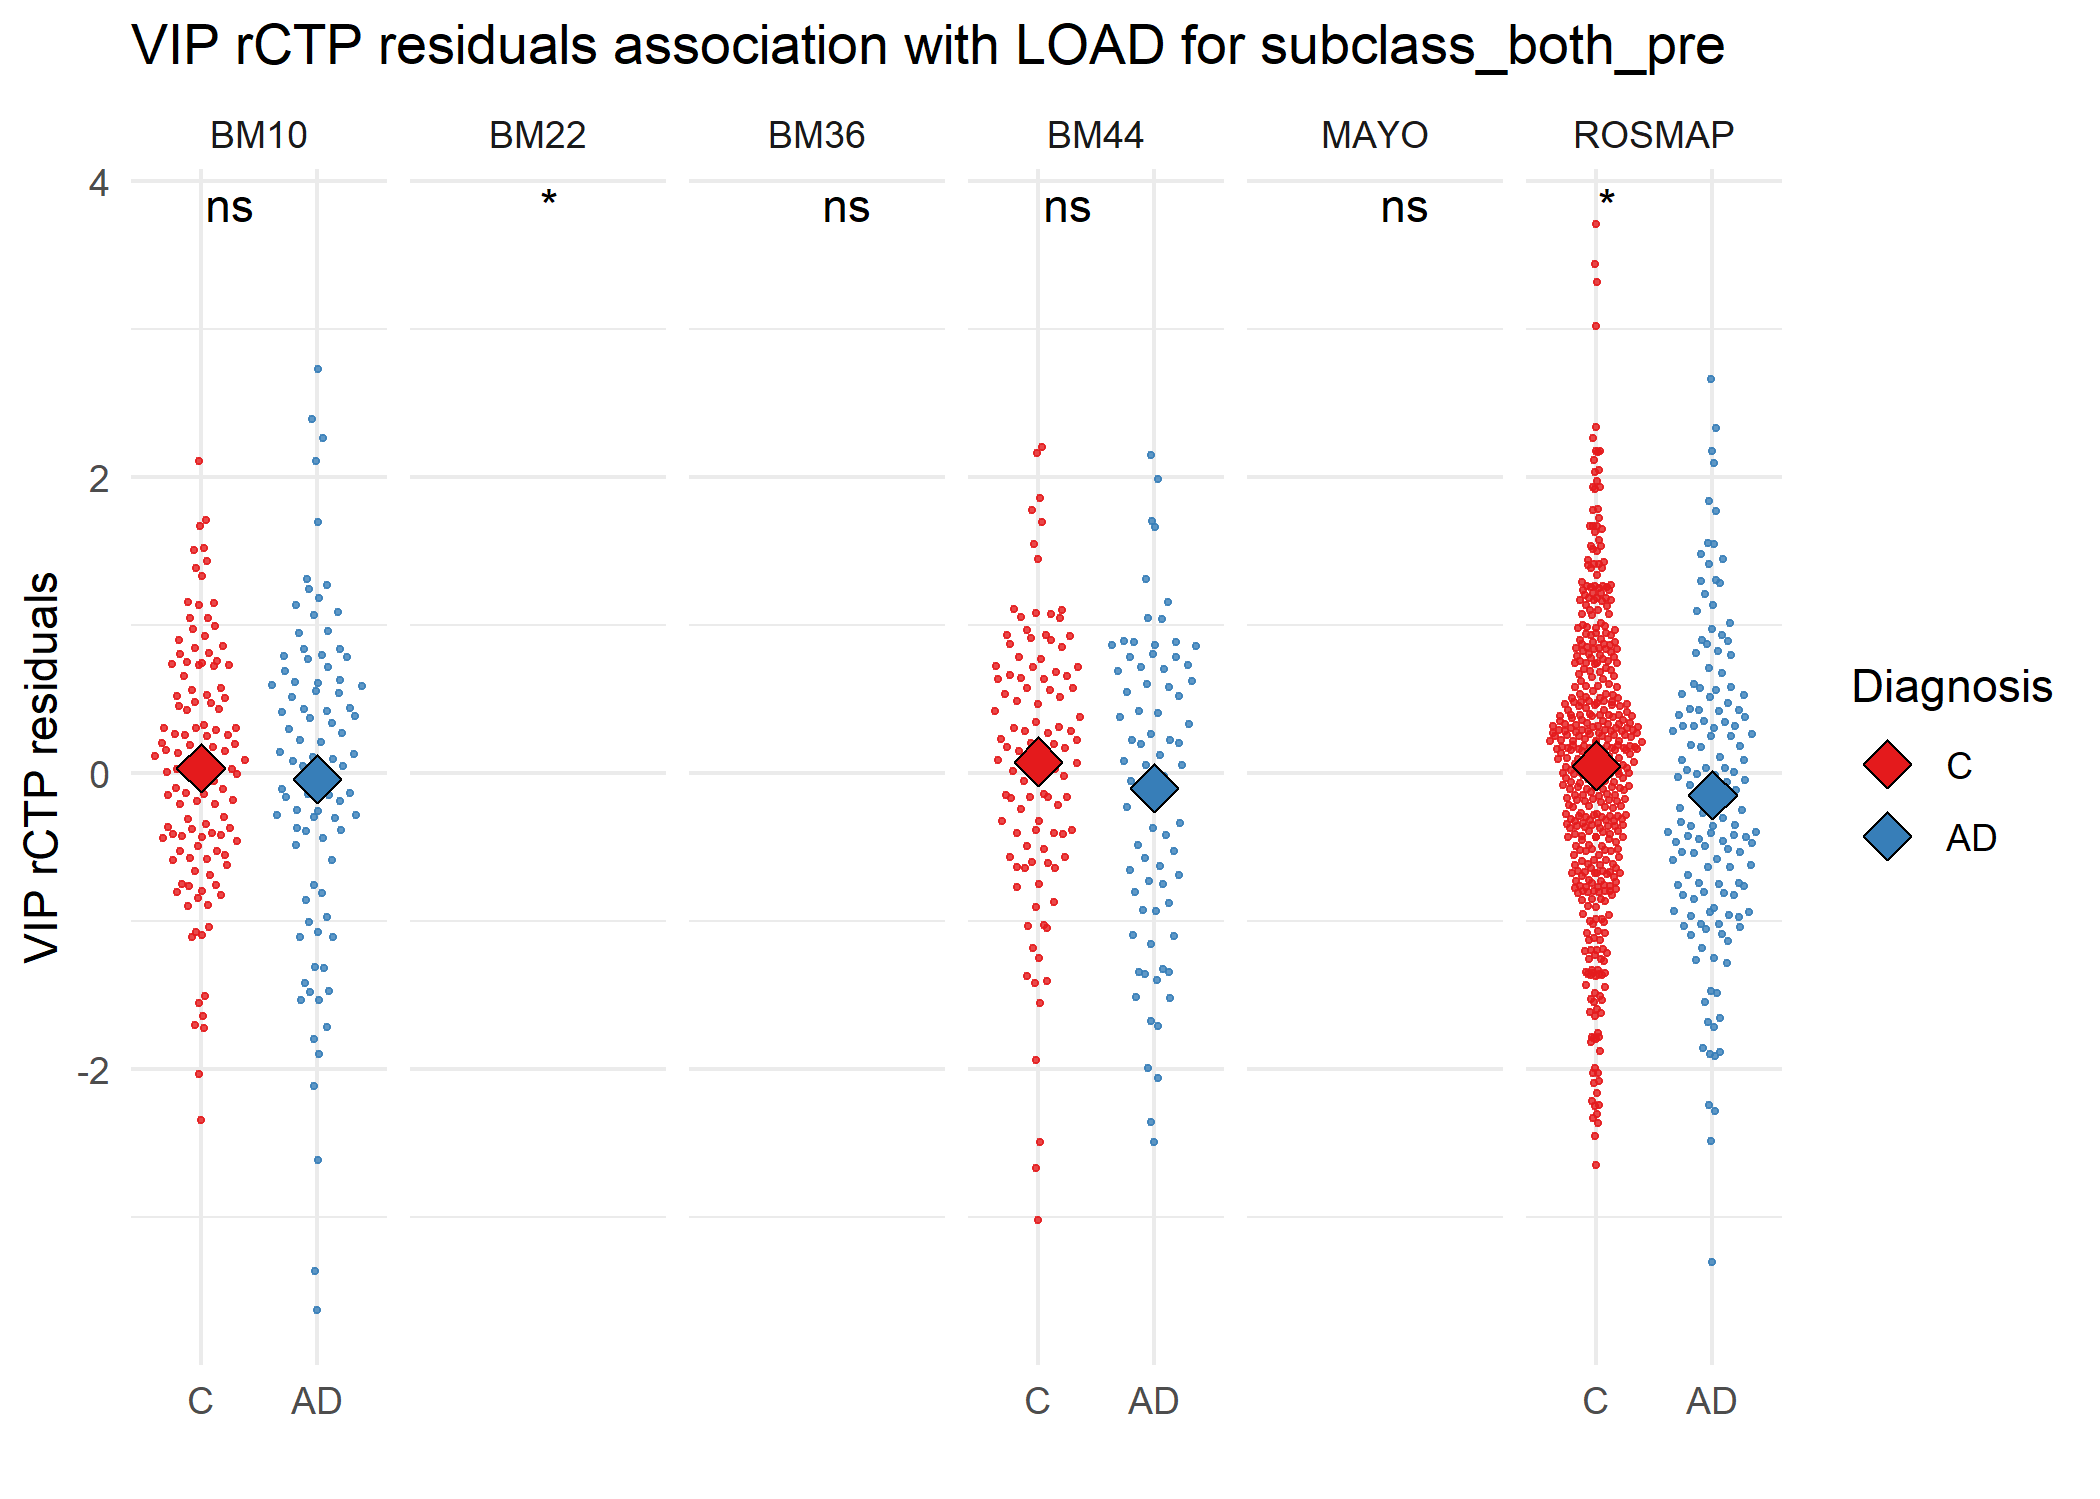 VIP rCTP residuals association with LOAD for subclass_both_pre
BM10 BM22 BM36 BM44 MAYO ROSMAP
ns * ns ns ns *
4
2
0
-2
VIP rCTP residuals
C AD C AD C AD
Diagnosis
C
AD